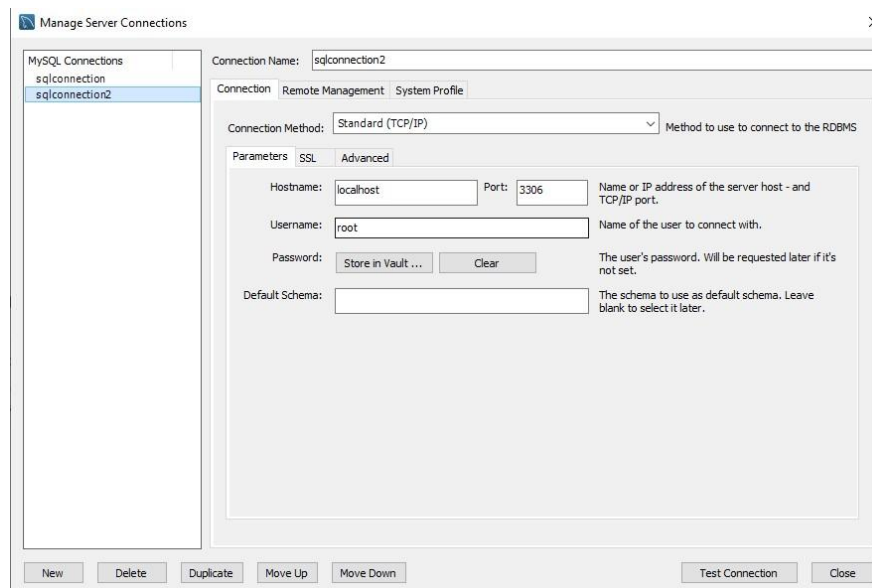 Manage Server Connections
MySQL Connections
sqlconnection
sqlconnection2
Connection Name: sqlconnection2
Connection Remote Management System Profile
Connection Method: Standard (TCP/IP) Method to use to connect to the RDBMS
Parameters SSL Advanced
Hostname: localhost Port: 3306 Name or IP address of the server host - and
TCP/IP port.
Username: root Name of the user to connect with.
Password: Store in Vault ... Clear The user's password. Will be requested later if it's
not set.
Default Schema: The schema to use as default schema. Leave
blank to select it later.
New Delete Duplicate Move Up Move Down Test Connection Close